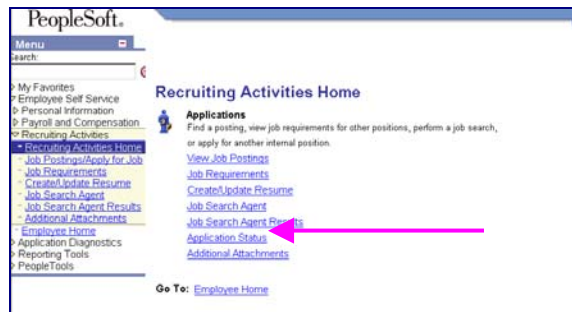 PeopleSoft.
Menu
Search:
My Favorites
Employee Self Service
Personal Information
Payroll and Compensation
Recruiting Activities
Recruiting Activities Home
Job Postings/Apply for Job
Job Requirements
Create/Update Resume
Job Search Agent
Job Search Agent Results
Additional Attachments
Employee Home
Application Diagnostics
Reporting Tools
PeopleTools
Recruiting Activities Home
Applications
Find a posting, view job requirements for other positions, perform a job search,
or apply for another internal position.
View Job Postings
Job Requirements
Create/Update Resume
Job Search Agent
Job Search Agent Results
Application Status
Additional Attachments
Go To: Employee Home